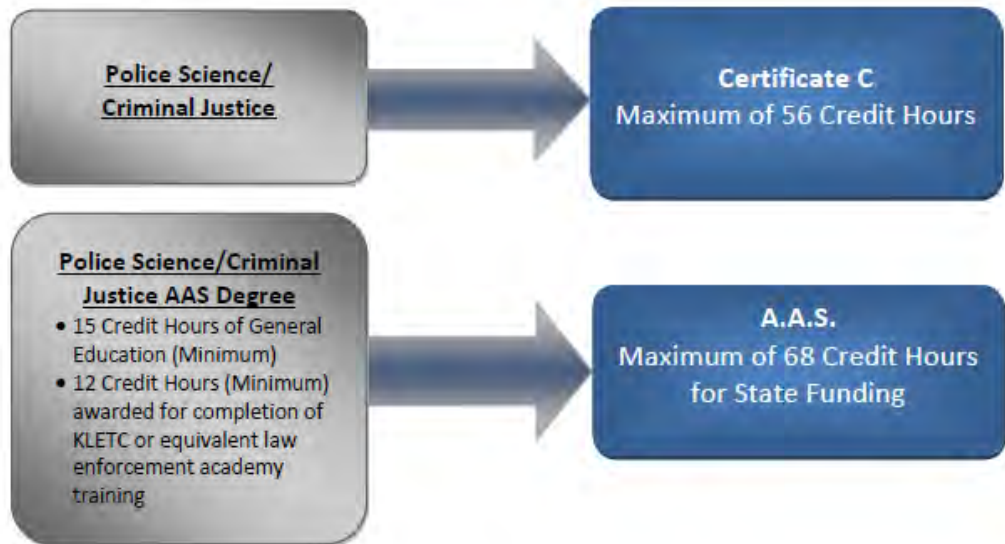 Police Science/
Criminal Justice
Certificate C
Maximum of 56 Credit Hours
Police Science/Criminal
Justice AAS Degree
• 15 Credit Hours of General
Education (Minimum)
• 12 Credit Hours (Minimum)
awarded for completion of
KLETC or equivalent law
enforcement academy
training
A.A.S.
Maximum of 68 Credit Hours
for State Funding